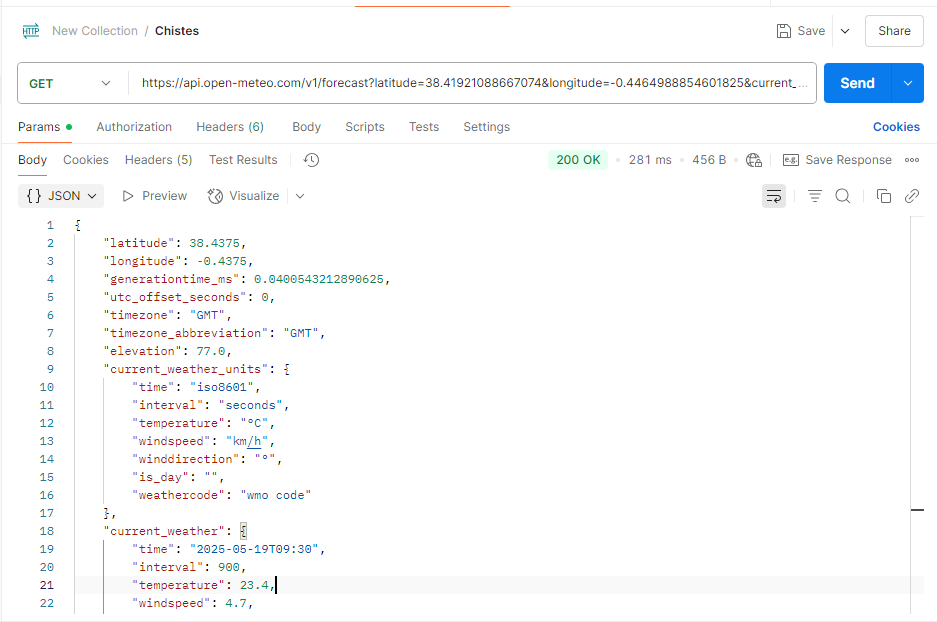 HTTP New Collection / Chistes Save Share
GET https://api.open-meteo.com/v1/forecast?latitude=38.41921088667074&longitude=-0.4464988854601825&current_... Send
Params Authorization Headers (6) Body Scripts Tests Settings Cookies
Body Cookies Headers (5) Test Results 200 OK 281 ms 456 B e.g. Save Response
{} JSON Preview Visualize
1 {
2 "latitude": 38.4375,
3 "longitude": -0.4375,
4 "generationtime_ms": 0.0400543212890625,
5 "utc_offset_seconds": 0,
6 "timezone": "GMT",
7 "timezone_abbreviation": "GMT",
8 "elevation": 77.0,
9 "current_weather_units": {
10 "time": "iso8601",
11 "interval": "seconds",
12 "temperature": "°C",
13 "windspeed": "km/h",
14 "winddirection": "°",
15 "is_day": "",
16 "weathercode": "wmo code"
17 },
18 "current_weather": {
19 "time": "2025-05-19T09:30",
20 "interval": 900,
21 "temperature": 23.4,
22 "windspeed": 4.7,